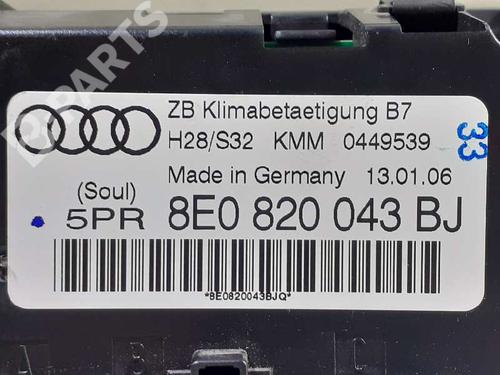 B-PARTS
ZB Klimabetaetigung B7
H28/S32 KMM 0449539
33
Made in Germany 13.01.06
(Soul)
5PR 8E0 820 043 BJ
*8E0820043BJQ*
A B C